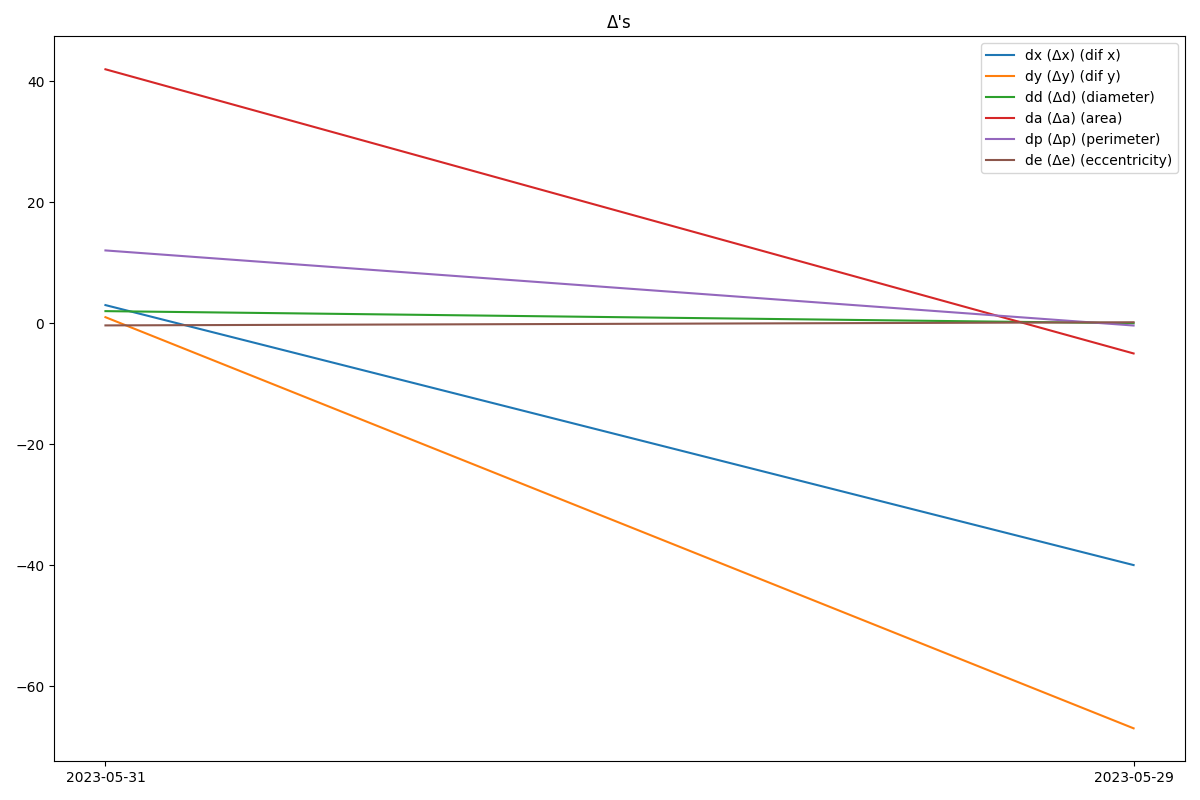 Δ's
dx (Δx) (dif x)
dy (Δy) (dif y)
dd (Δd) (diameter)
da (Δa) (area)
dp (Δp) (perimeter)
de (Δe) (eccentricity)
40
20
0
−20
−40
−60
2023-05-31
2023-05-29